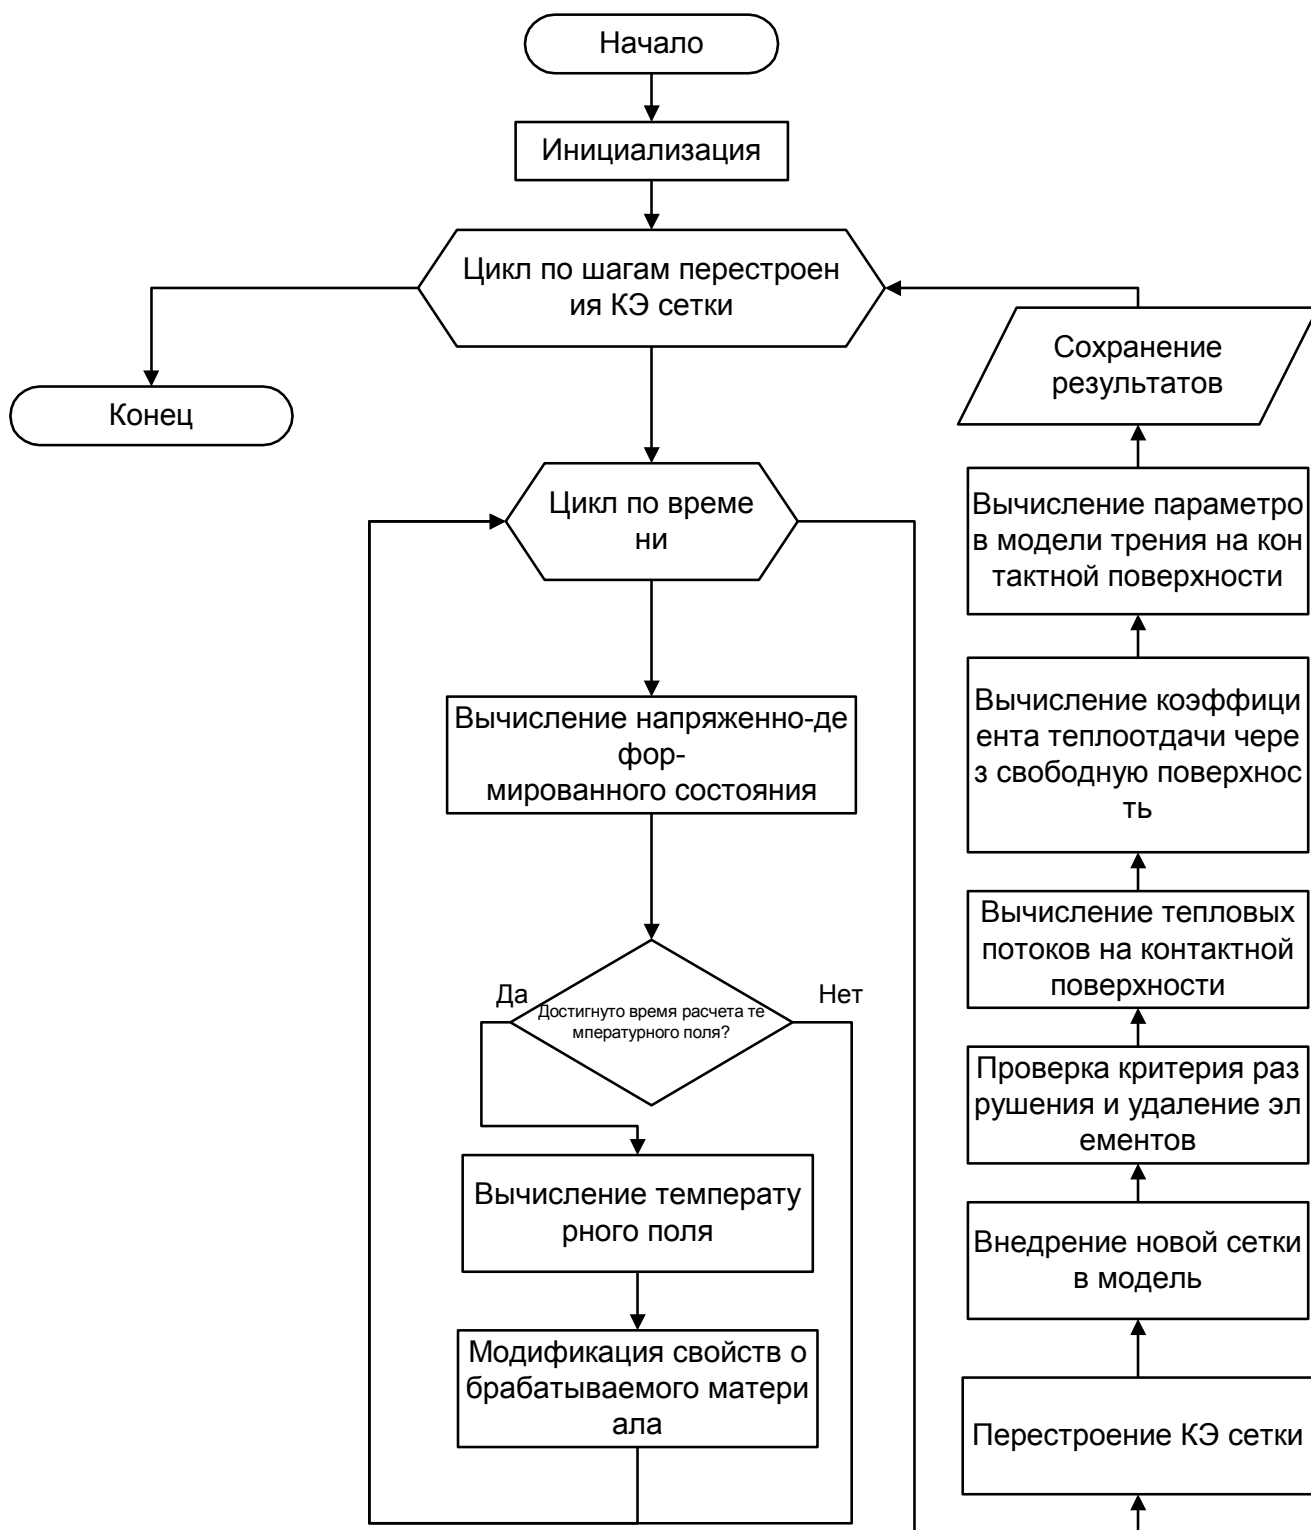 Начало
Инициализация
Цикл по шагам перестроен
ия КЭ сетки
Конец
Цикл по време
ни
Вычисление напряженно-де
фор-
мированного состояния
Да
Нет
Достигнуто время расчета те
мпературного поля?
Вычисление температу
рного поля
Модификация свойств о
брабатываемого матери
ала
Сохранение
результатов
Вычисление параметро
в модели трения на кон
тактной поверхности
Вычисление коэффици
ента теплоотдачи чере
з свободную поверхнос
ть
Вычисление тепловых
потоков на контактной
поверхности
Проверка критерия раз
рушения и удаление эл
ементов
Внедрение новой сетки
в модель
Перестроение КЭ сетки